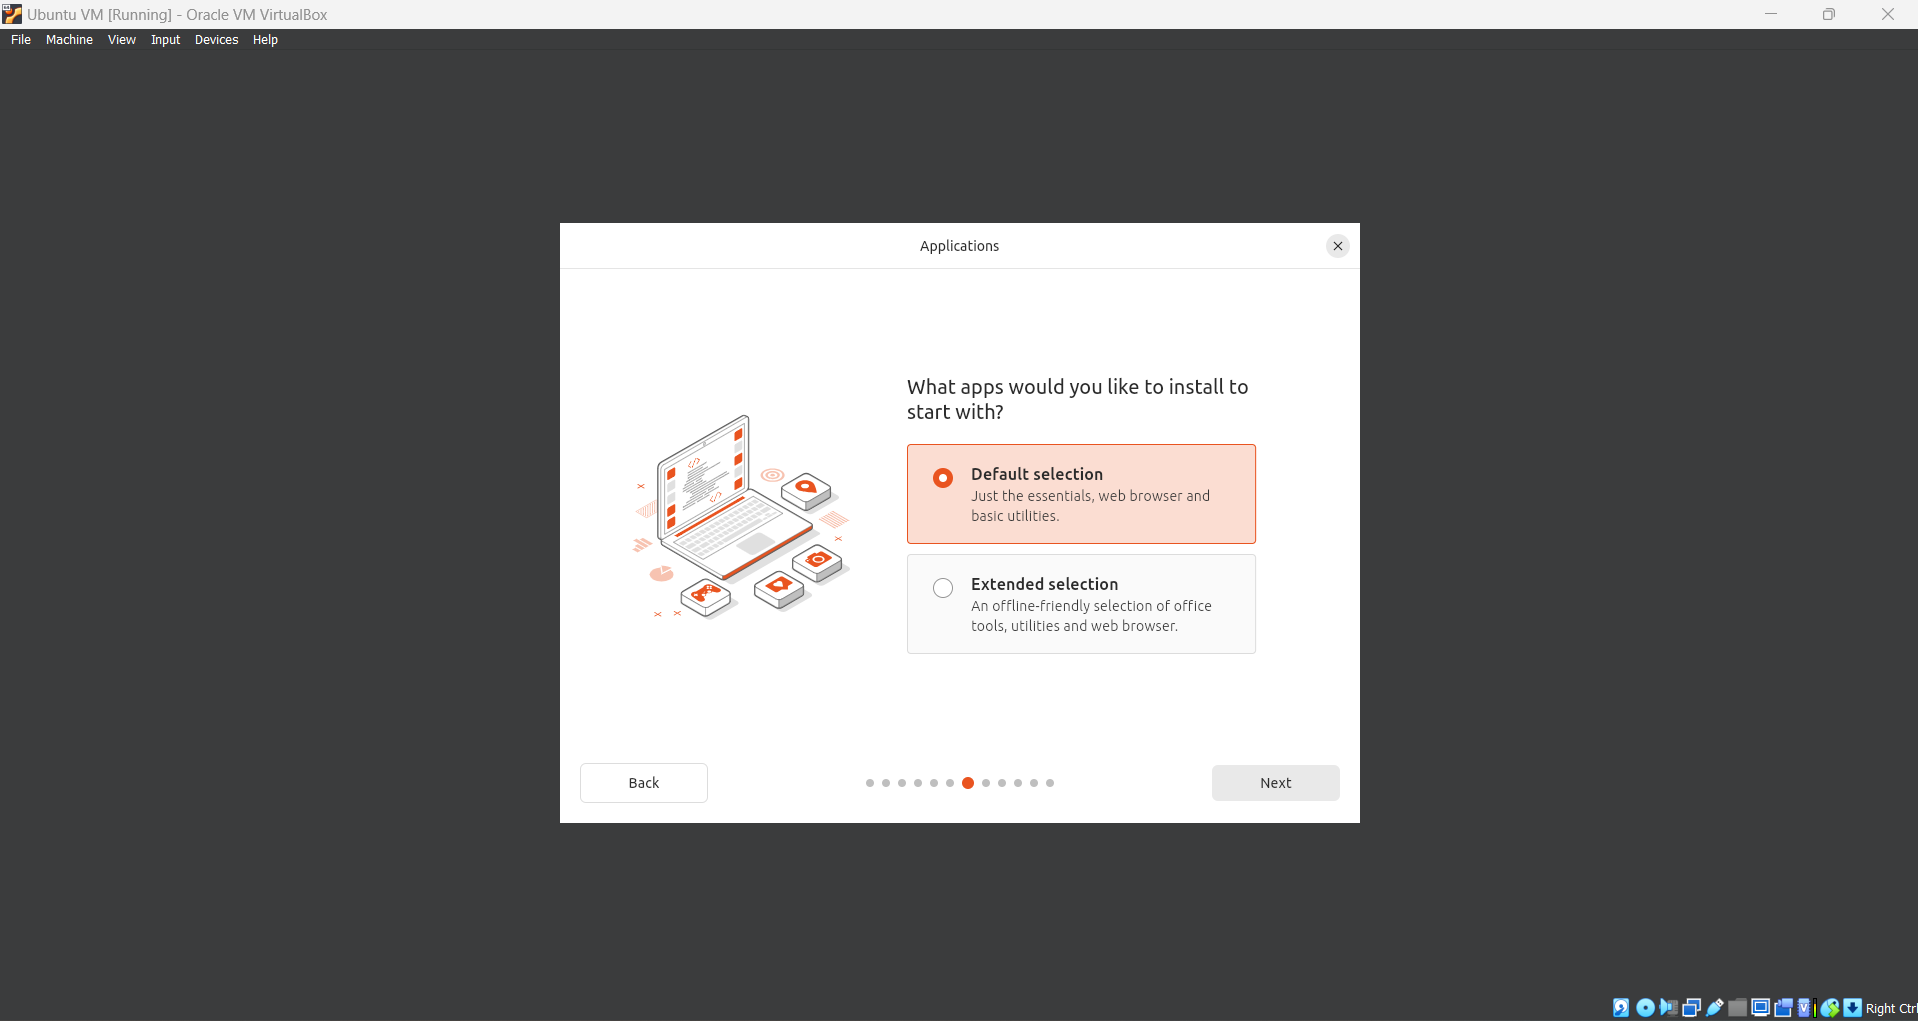 Ubuntu VM [Running] - Oracle VM VirtualBox
File Machine View Input Devices Help
Applications
What apps would you like to install to
start with?
Default selection
Just the essentials, web browser and
basic utilities.
Extended selection
An offline-friendly selection of office
tools, utilities and web browser.
Back
Next
Right Ctrl